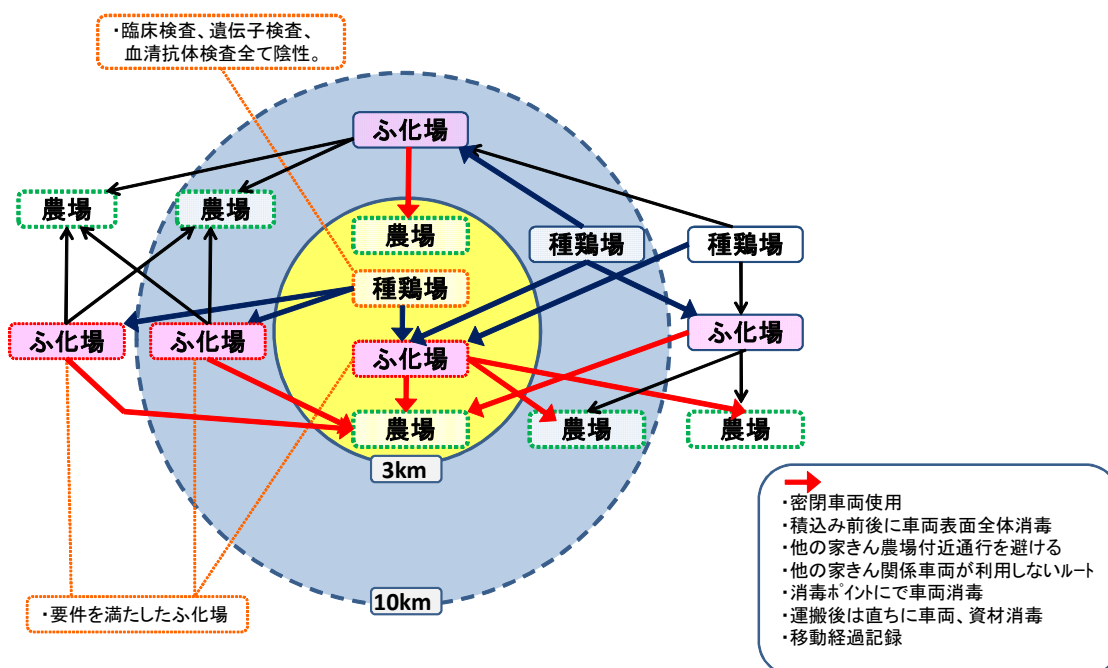 ・臨床検査、遺伝子検査、
血清抗体検査全て陰性。
ふ化場
農場
農場
農場
種鶏場
種鶏場
種鶏場
ふ化場
ふ化場
ふ化場
ふ化場
農場
農場
農場
3km
10km
・要件を満たしたふ化場
・密閉車両使用
・積込み前後に車両表面全体消毒
・他の家きん農場付近通行を避ける
・他の家きん関係車両が利用しないルート
・消毒ポイントにで車両消毒
・運搬後は直ちに車両、資材消毒
・移動経過記録